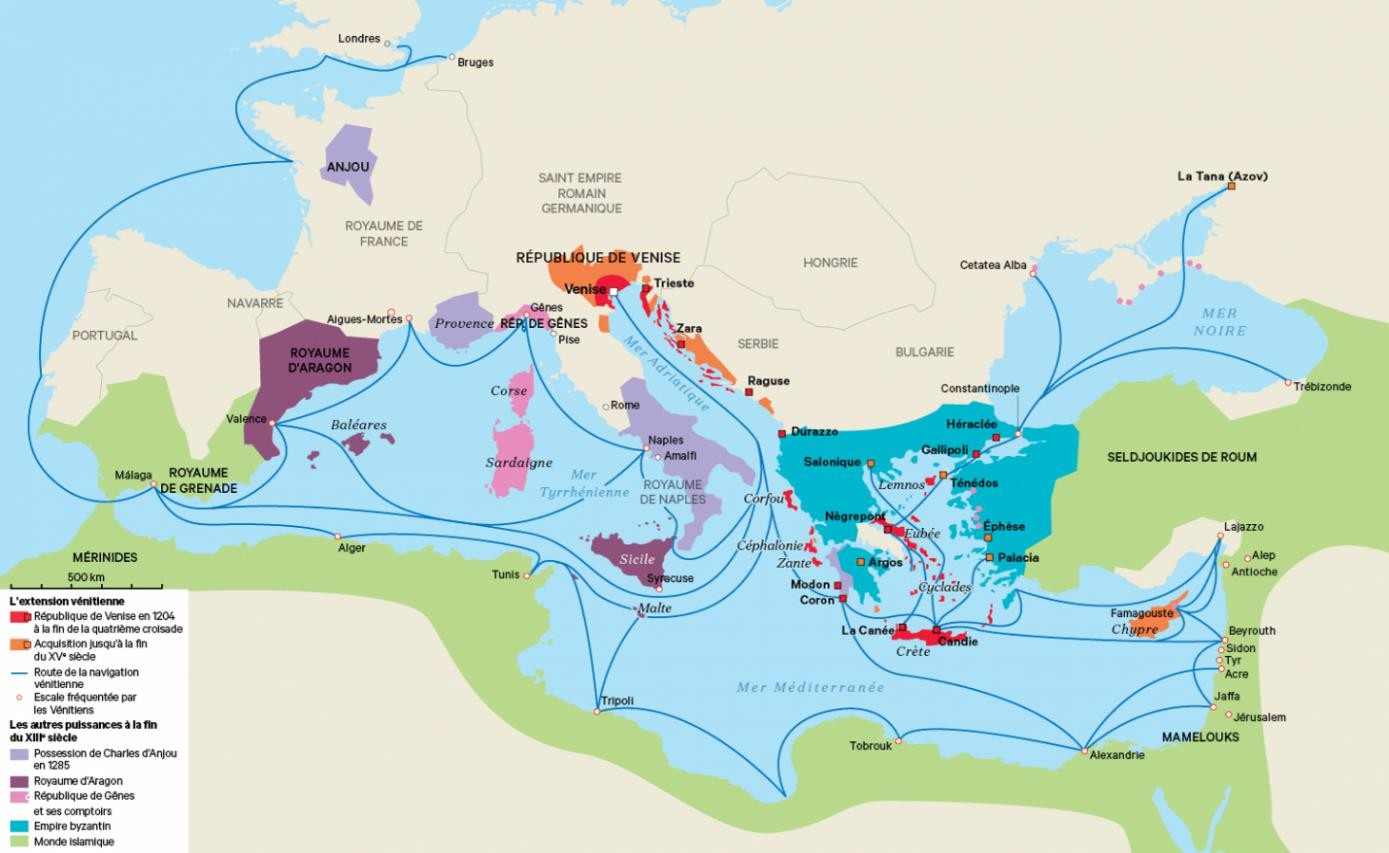 Londres
Bruges
ANJOU
La Tana (Azov)
SAINT EMPIRE
ROMAIN
GERMANIQUE
ROYAUME DE
FRANCE
RÉPUBLIQUE DE VENISE
HONGRIE
Cetatea Alba
Venise
Trieste
NAVARRE
Gênes
Aigues-Mortes
Provence
RÉP. DE GÊNES
MER
NOIRE
PORTUGAL
Pise
Zara
SERBIE
BULGARIE
ROYAUME
D'ARAGON
Mer Adriatique
Raguse
Constantinople
Trébizonde
Corse
Rome
Valence
Baléares
Durazzo
Héraclée
Naples
Amalfi
Gallipoli
Salonique
SELDJOUKIDES DE ROUM
Sardaigne
Mer
Tyrrhénienne
Málaga
ROYAUME
DE GRENADE
ROYAUME
DE NAPLES
Lemnos
Ténédos
Corfou
Nègrepont
Eubée
Éphèse
Lajazzo
Alger
Céphalonie
Zante
MÉRINIDES
Sicile
Argos
Palacia
Alep
Antioche
500 km
Tunis
Syracuse
Modon
Coron
Cyclades
Malte
Famagouste
Chypre
La Canée
Candie
Crète
Beyrouth
Sidon
Tyr
Acre
Mer Méditerranée
Jaffa
Tripoli
Jérusalem
Tobrouk
MAMELOUKS
Alexandrie
L'extension vénitienne
République de Venise en 1204
à la fin de la quatrième croisade
Acquisition jusqu'à la fin
du XVe siècle
Route de la navigation
vénitienne
Escale fréquentée par
les Vénitiens
Les autres puissances à la fin
du XIIIe siècle
Possession de Charles d'Anjou
en 1285
Royaume d'Aragon
République de Gênes
et ses comptoirs
Empire byzantin
Monde islamique